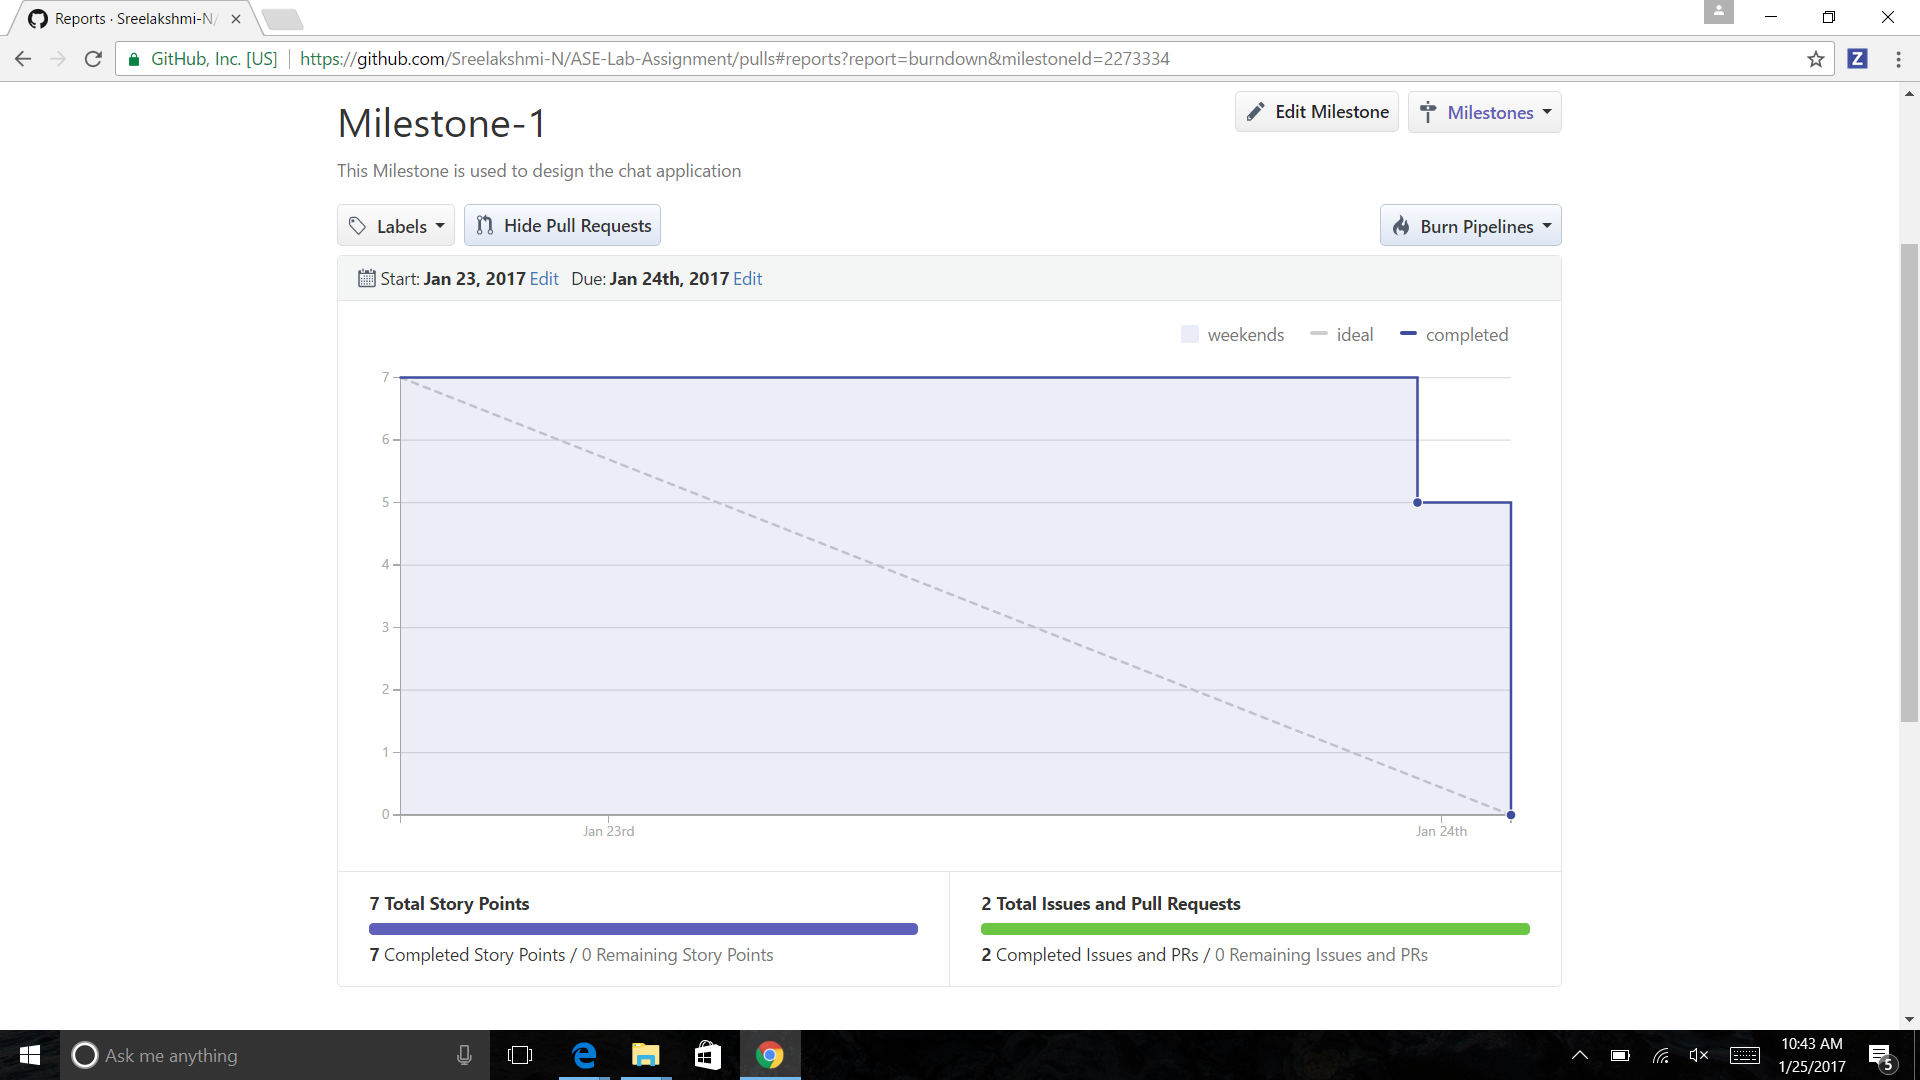 Reports · Sreelakshmi-N/
GitHub, Inc. [US] https://github.com/Sreelakshmi-N/ASE-Lab-Assignment/pulls#reports?report=burndown&milestoneId=2273334
Z
Milestone-1
Edit Milestone
Milestones
This Milestone is used to design the chat application
Labels
Hide Pull Requests
Burn Pipelines
Start: Jan 23, 2017 Edit Due: Jan 24th, 2017 Edit
weekends ideal completed
7
6
5
4
3
2
1
0
Jan 23rd Jan 24th
7 Total Story Points
7 Completed Story Points / 0 Remaining Story Points
2 Total Issues and Pull Requests
2 Completed Issues and PRs / 0 Remaining Issues and PRs
Ask me anything
10:43 AM
1/25/2017
5